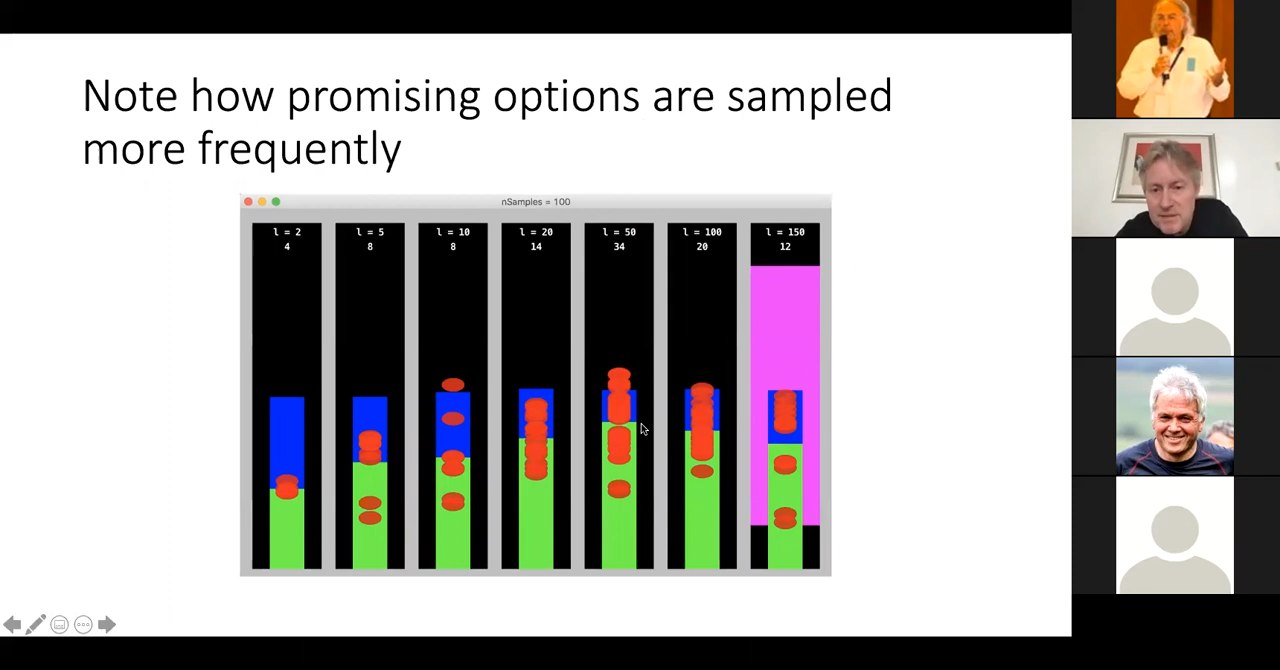 Note how promising options are sampled
more frequently
nSamples = 100
l = 2
4
l = 5
8
l = 10
8
l = 20
14
l = 50
34
l = 100
20
l = 150
12